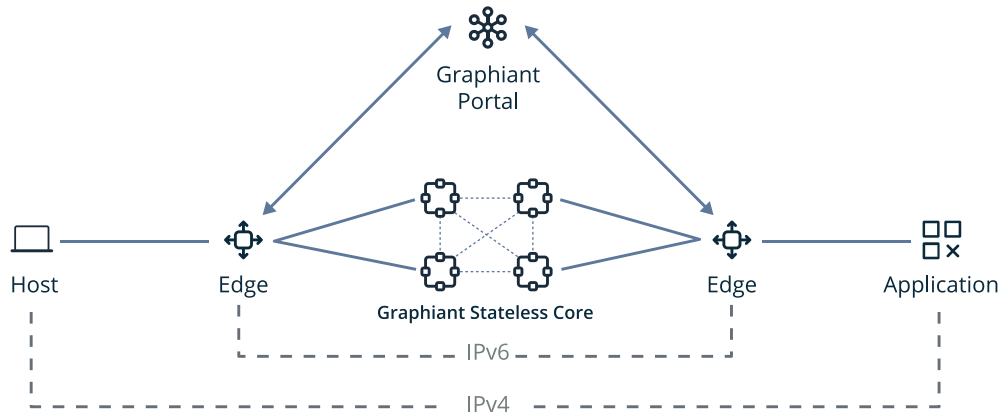 Graphiant
Portal
Host
Edge
Edge
Application
Graphiant Stateless Core
IPv6
IPv4